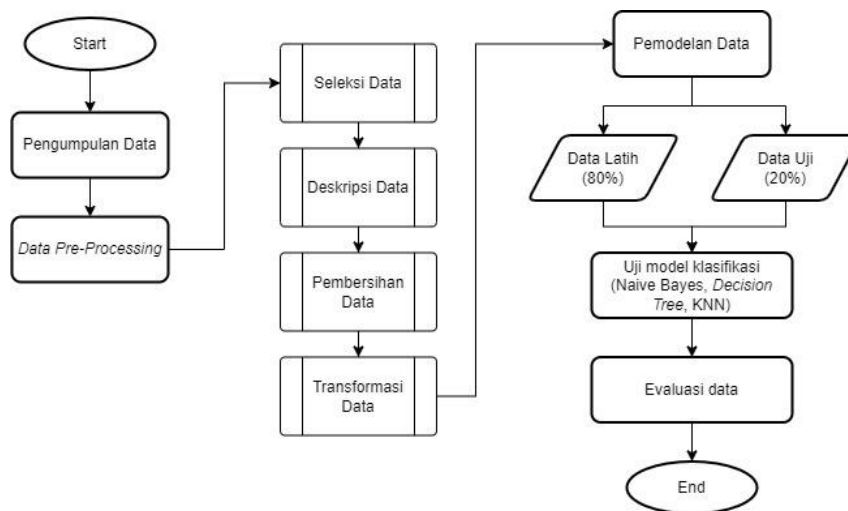 Start
Pengumpulan Data
Data Pre-Processing
Seleksi Data
Deskripsi Data
Pembersihan
Data
Transformasi
Data
Pemodelan Data
Data Latih
(80%)
Data Uji
(20%)
Uji model klasifikasi
(Naive Bayes, Decision
Tree, KNN)
Evaluasi data
End